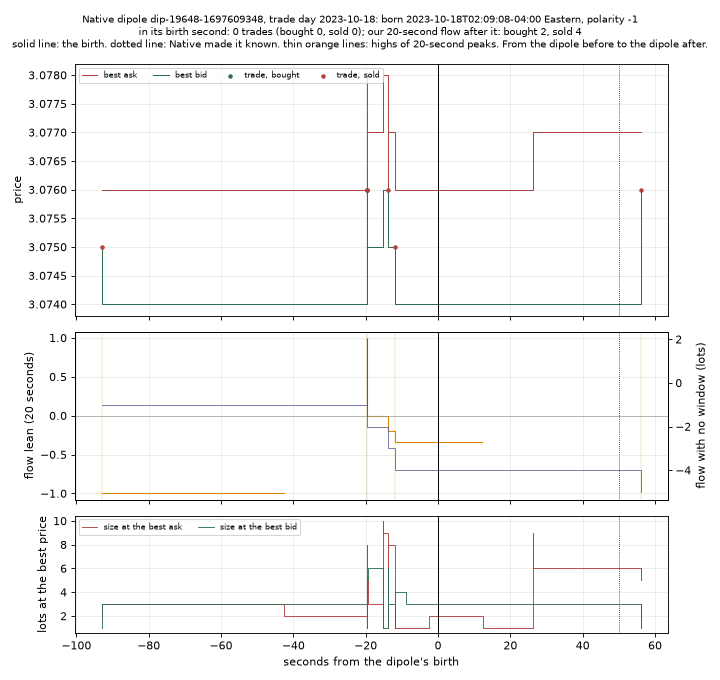 Native dipole dip-19648-1697609348, trade day 2023-10-18: born 2023-10-18T02:09:08-04:00 Eastern, polarity -1
in its birth second: 0 trades (bought 0, sold 0); our 20-second flow after it: bought 2, sold 4
solid line: the birth. dotted line: Native made it known. thin orange lines: highs of 20-second peaks. From the dipole before to the dipole after.
best ask best bid trade, bought trade, sold
3.0780
3.0775
3.0770
3.0765
3.0760
3.0755
3.0750
3.0745
3.0740
price
1.0
0.5
0.0
−0.5
−1.0
flow lean (20 seconds)
2
0
−2
−4
flow with no window (lots)
size at the best ask size at the best bid
10
8
6
4
2
lots at the best price
−100 −80 −60 −40 −20 0 20 40 60
seconds from the dipole's birth